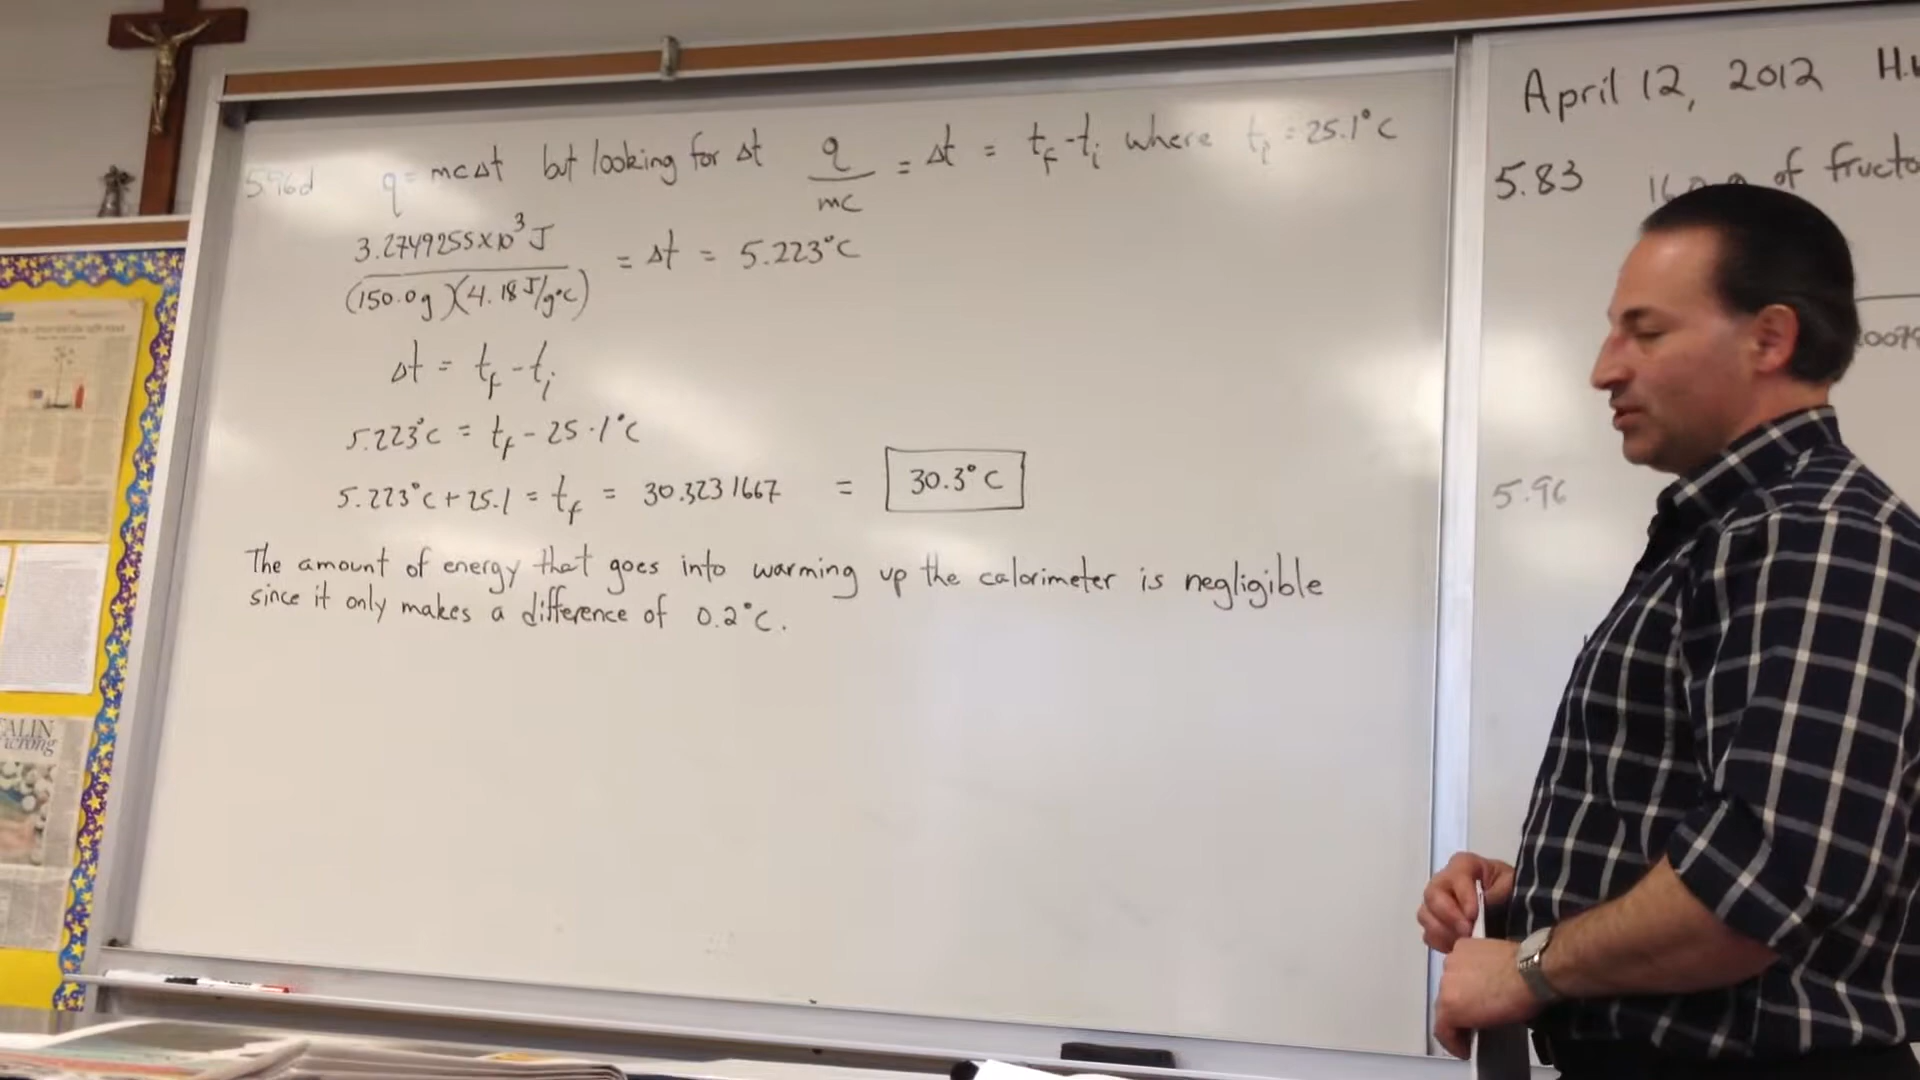 5.96d q = mcΔt but looking for Δt q/mc = Δt = tf - ti where ti = 25.1°C
3.2749255x10³ J / (150.0g)(4.18 J/g°C) = Δt = 5.223°C
Δt = tf - ti
5.223°C = tf - 25.1°C
5.223°C + 25.1 = tf = 30.3231667 = 30.3°C
The amount of energy that goes into warming up the calorimeter is negligible
since it only makes a difference of 0.2°C.
April 12, 2012 H.
5.83 of fructo
5.96
ALIN
wrong